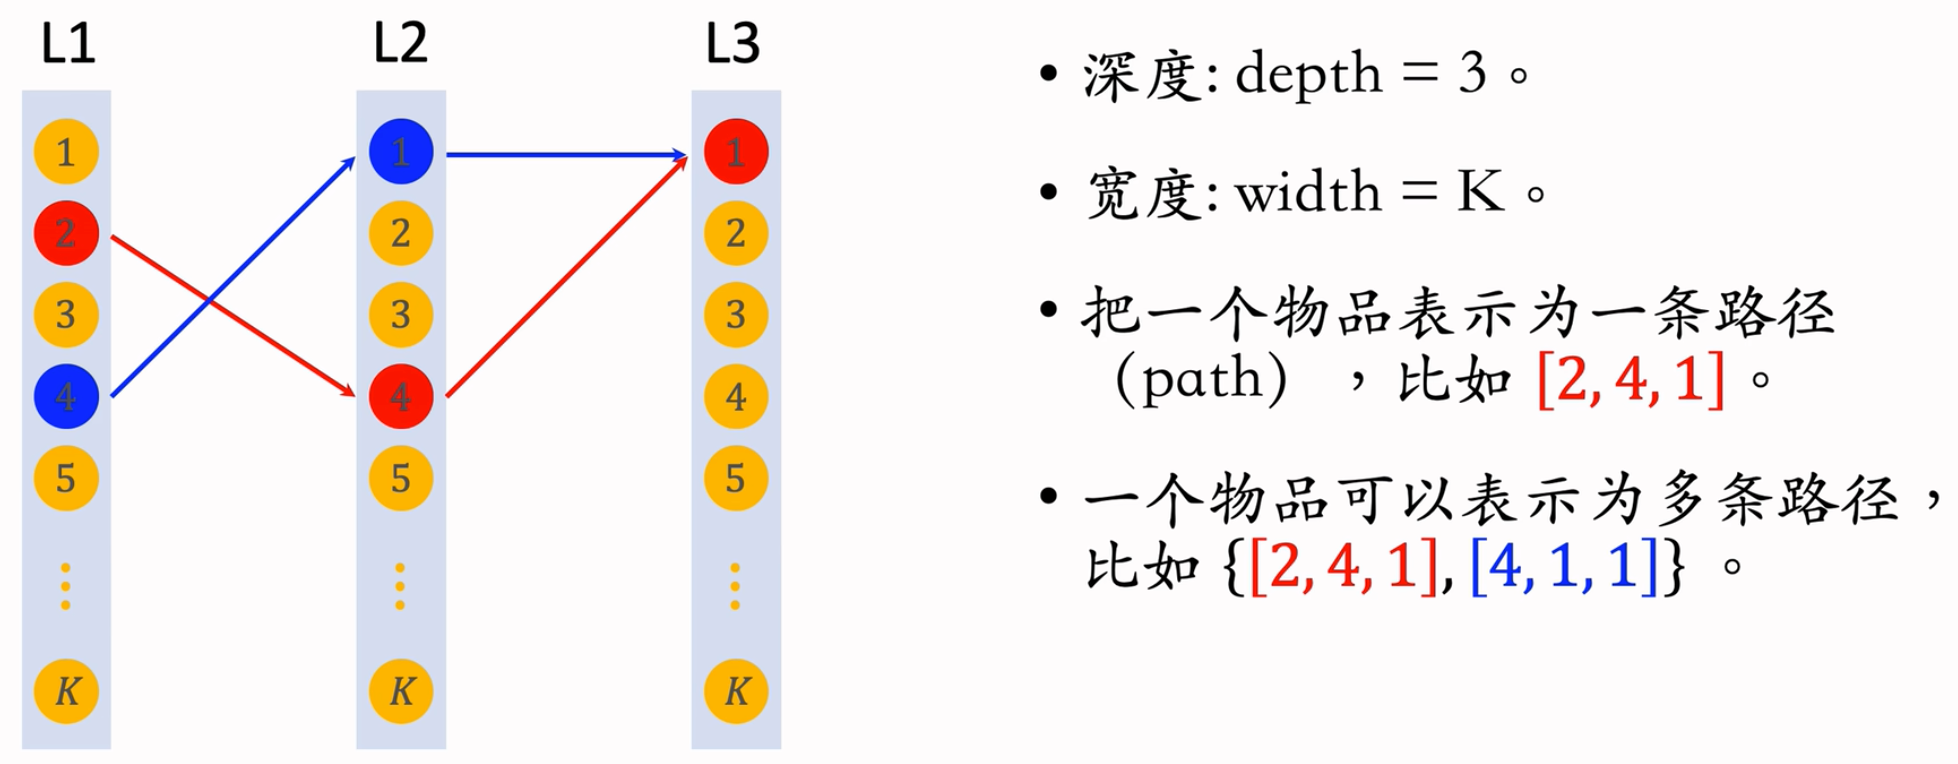 L1 L2 L3
1 1 1
2 2 2
3 3 3
4 4 4
5 5 5
⋮ ⋮ ⋮
K K K
• 深度: depth = 3。
• 宽度: width = K。
• 把一个物品表示为一条路径
（path），比如 [2, 4, 1]。
• 一个物品可以表示为多条路径，
比如 {[2, 4, 1], [4, 1, 1]} 。